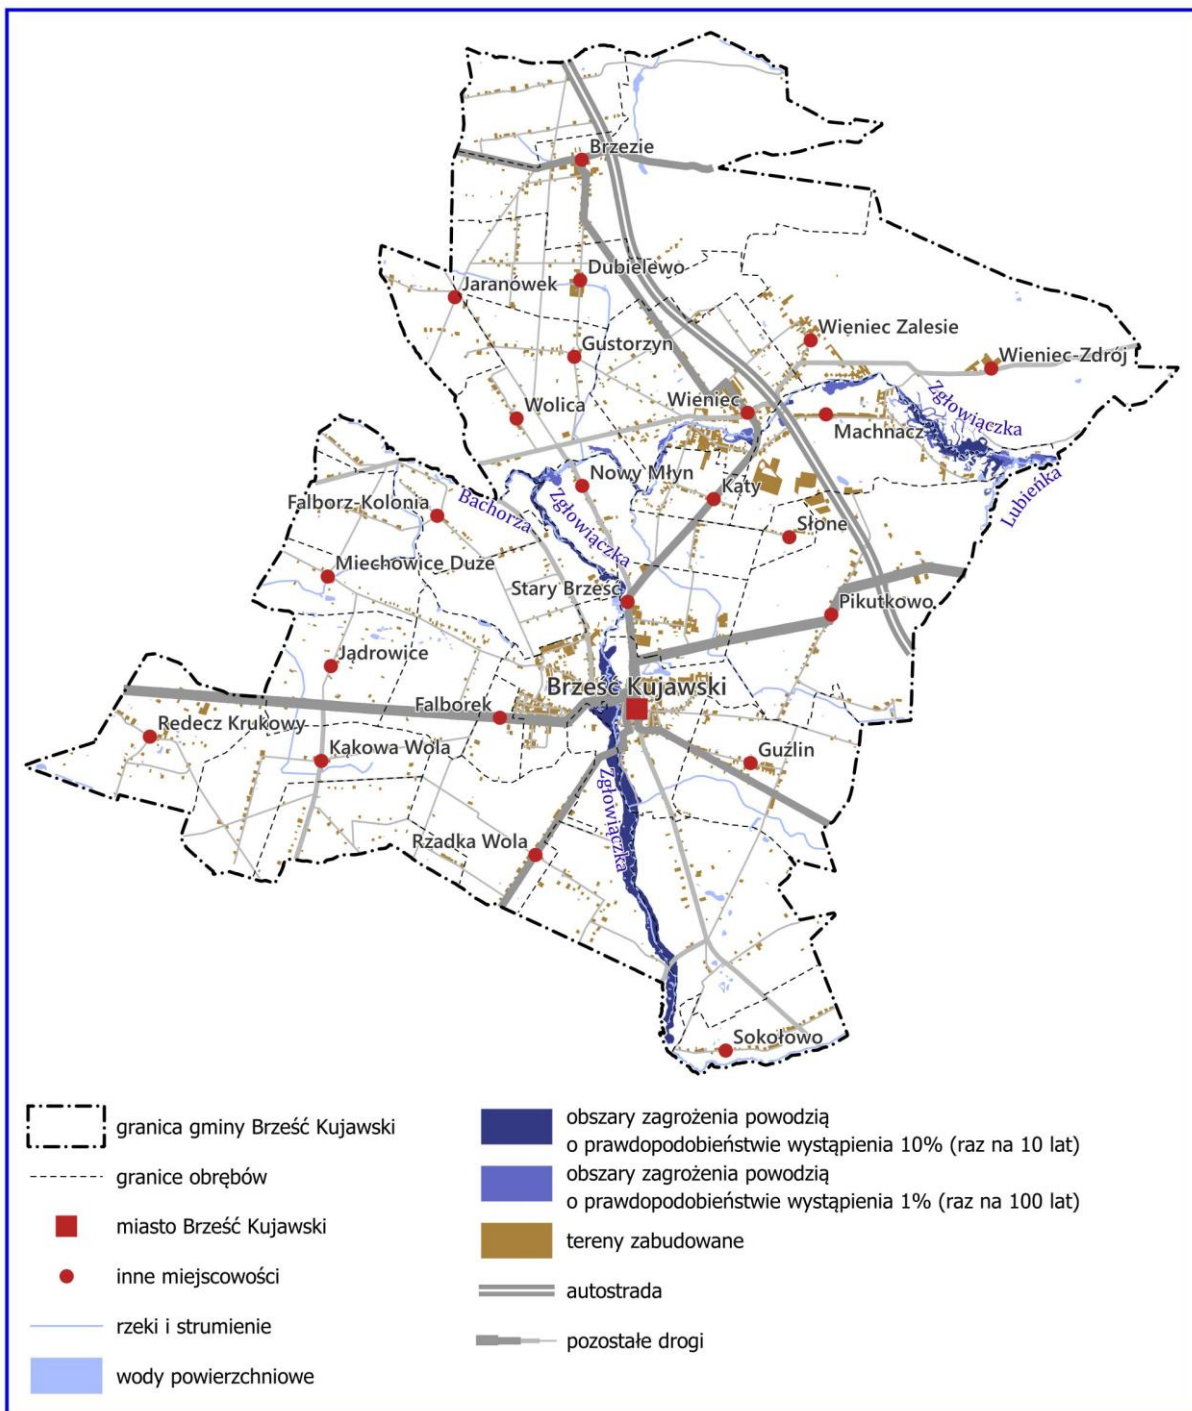 Brzezie
Dubielewo
Jaranówek
Gustorzyn
Wieniec Zalesie
Wieniec-Zdrój
Wolica
Wieniec
Machnacz
Zgłowiączka
Nowy Młyn
Kąty
Lubieńka
Falborz-Kolonia
Bachorza
Zgłowiączka
Słone
Miechowice Duże
Stary Brześć
Pikutkowo
Jądrowice
Brześć Kujawski
Falborek
Redecz Krukowy
Kąkowa Wola
Guźlin
Zgłowiączka
Rzadka Wola
Sokołowo
granica gminy Brześć Kujawski
granice obrębów
miasto Brześć Kujawski
inne miejscowości
rzeki i strumienie
wody powierzchniowe
obszary zagrożenia powodzią
o prawdopodobieństwie wystąpienia 10% (raz na 10 lat)
obszary zagrożenia powodzią
o prawdopodobieństwie wystąpienia 1% (raz na 100 lat)
tereny zabudowane
autostrada
pozostałe drogi